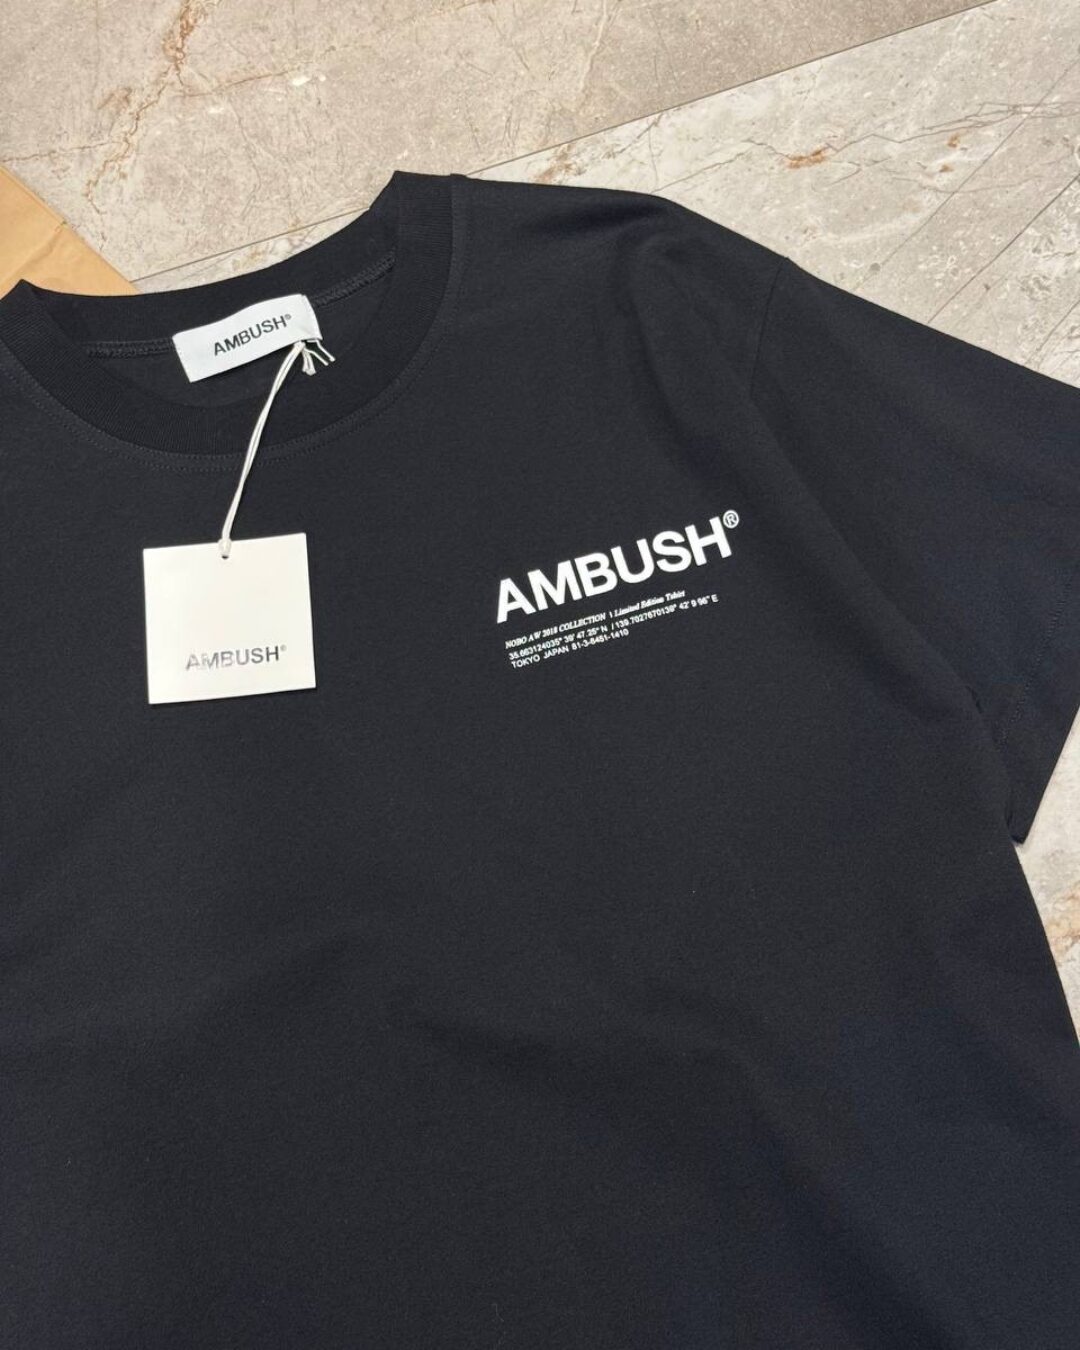 AMBUSH®
AMBUSH®
AMBUSH®
NOBO AW 2018 COLLECTION \ Limited Edition Tshirt
35.663124035° 39' 47.25" N / 139.7027670139° 42' 9 96" E
TOKYO JAPAN 81-3-6451-1410